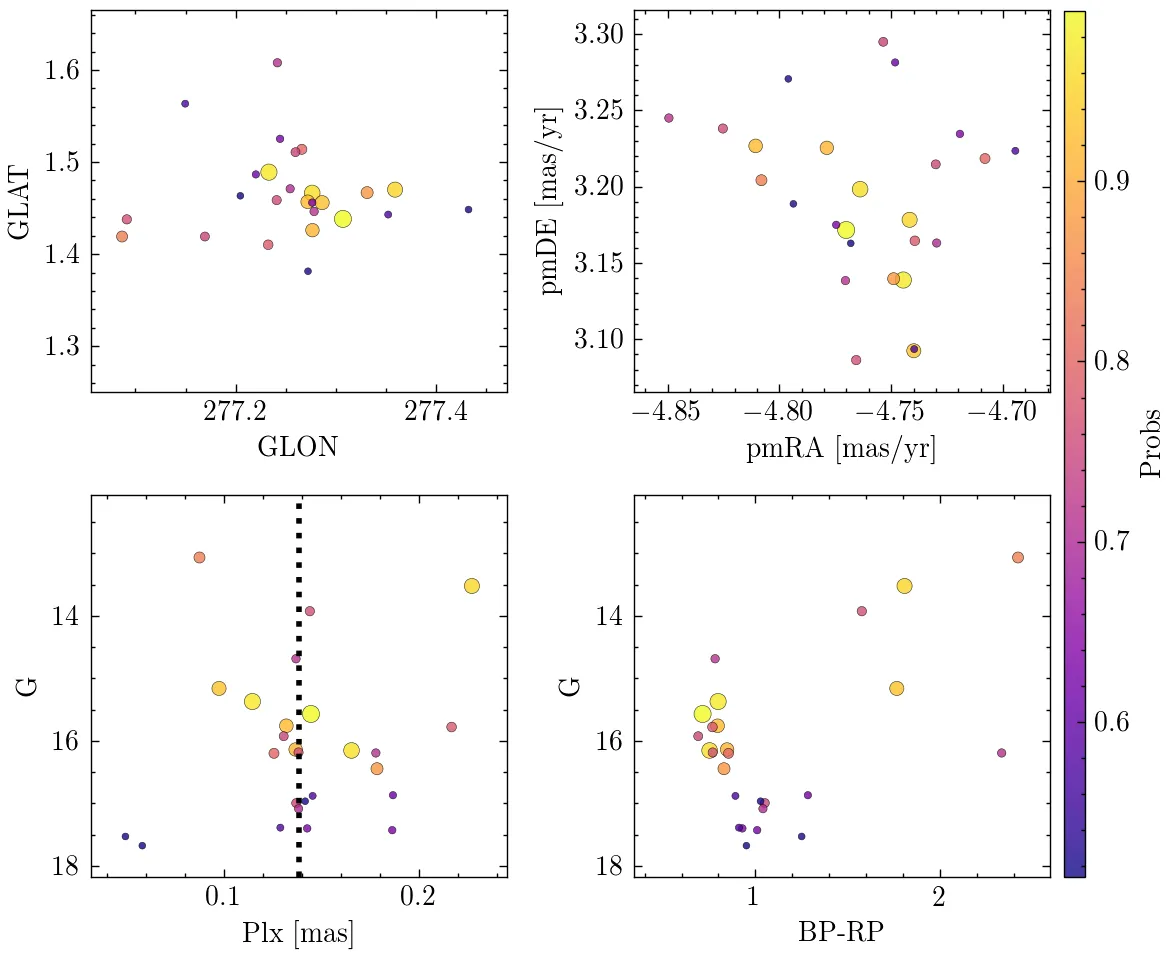 1.6
1.5
1.4
1.3
GLAT
277.2 277.4
GLON
3.30
3.25
3.20
3.15
3.10
pmDE [mas/yr]
−4.85 −4.80 −4.75 −4.70
pmRA [mas/yr]
0.9
0.8
0.7
0.6
Probs
14
16
18
G
0.1 0.2
Plx [mas]
14
16
18
G
1 2
BP-RP